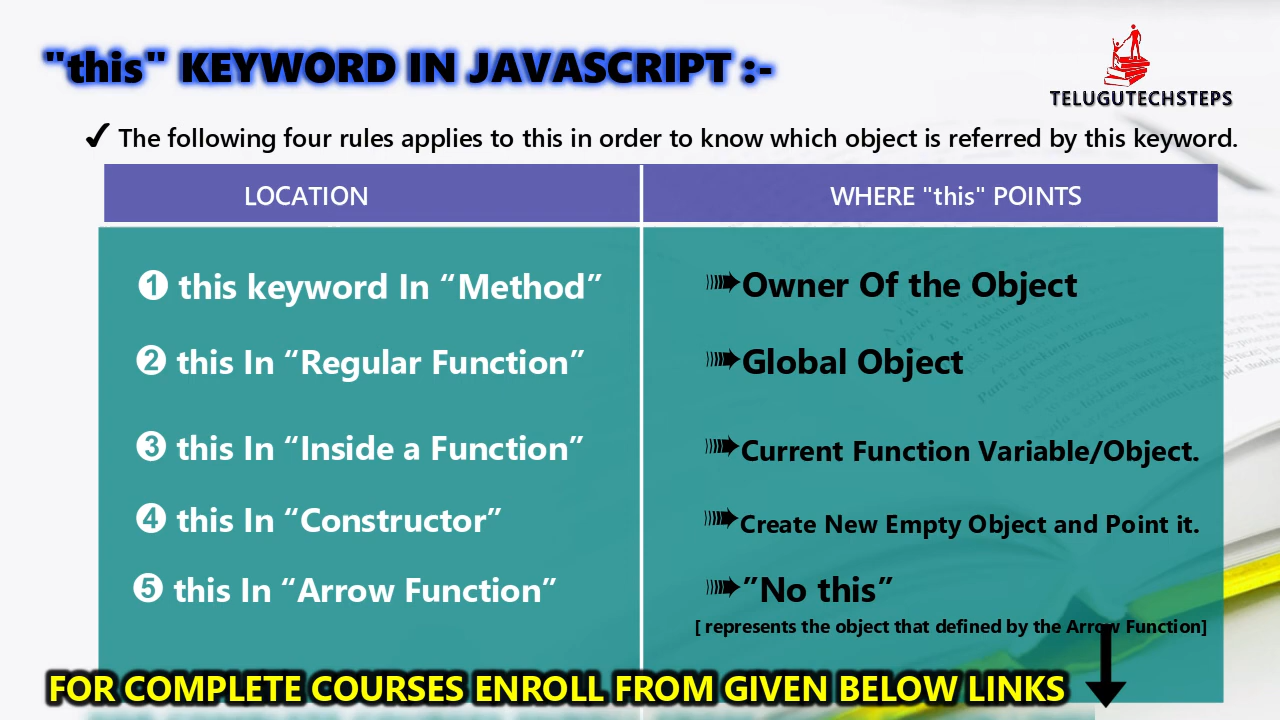 "this" KEYWORD IN JAVASCRIPT :-
TELUGUTECHSTEPS
✔ The following four rules applies to this in order to know which object is referred by this keyword.
LOCATION
WHERE "this" POINTS
❶ this keyword In “Method”
➠Owner Of the Object
❷ this In “Regular Function”
➠Global Object
❸ this In “Inside a Function”
➠Current Function Variable/Object.
❹ this In “Constructor”
➠Create New Empty Object and Point it.
❺ this In “Arrow Function”
➠”No this”
[ represents the object that defined by the Arrow Function]
FOR COMPLETE COURSES ENROLL FROM GIVEN BELOW LINKS